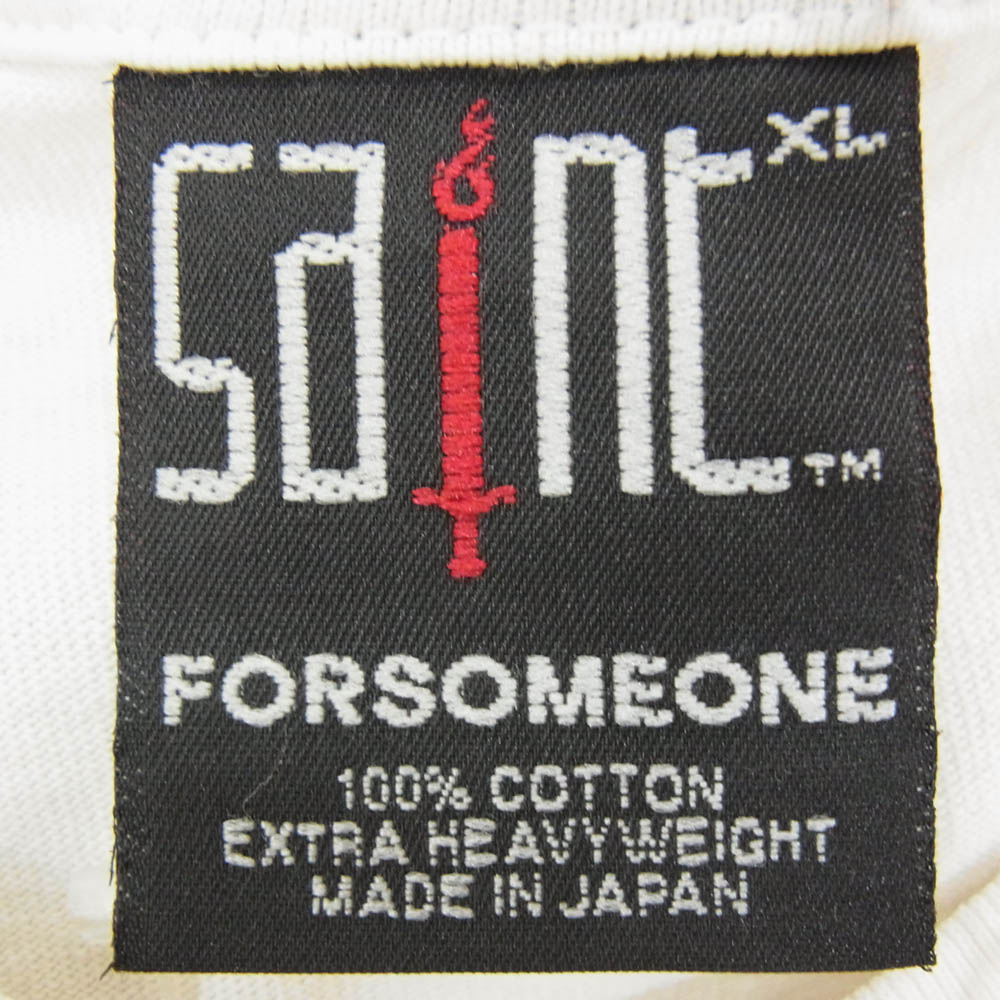 saint XL
TM
FORSOMEONE
100% COTTON
EXTRA HEAVYWEIGHT
MADE IN JAPAN